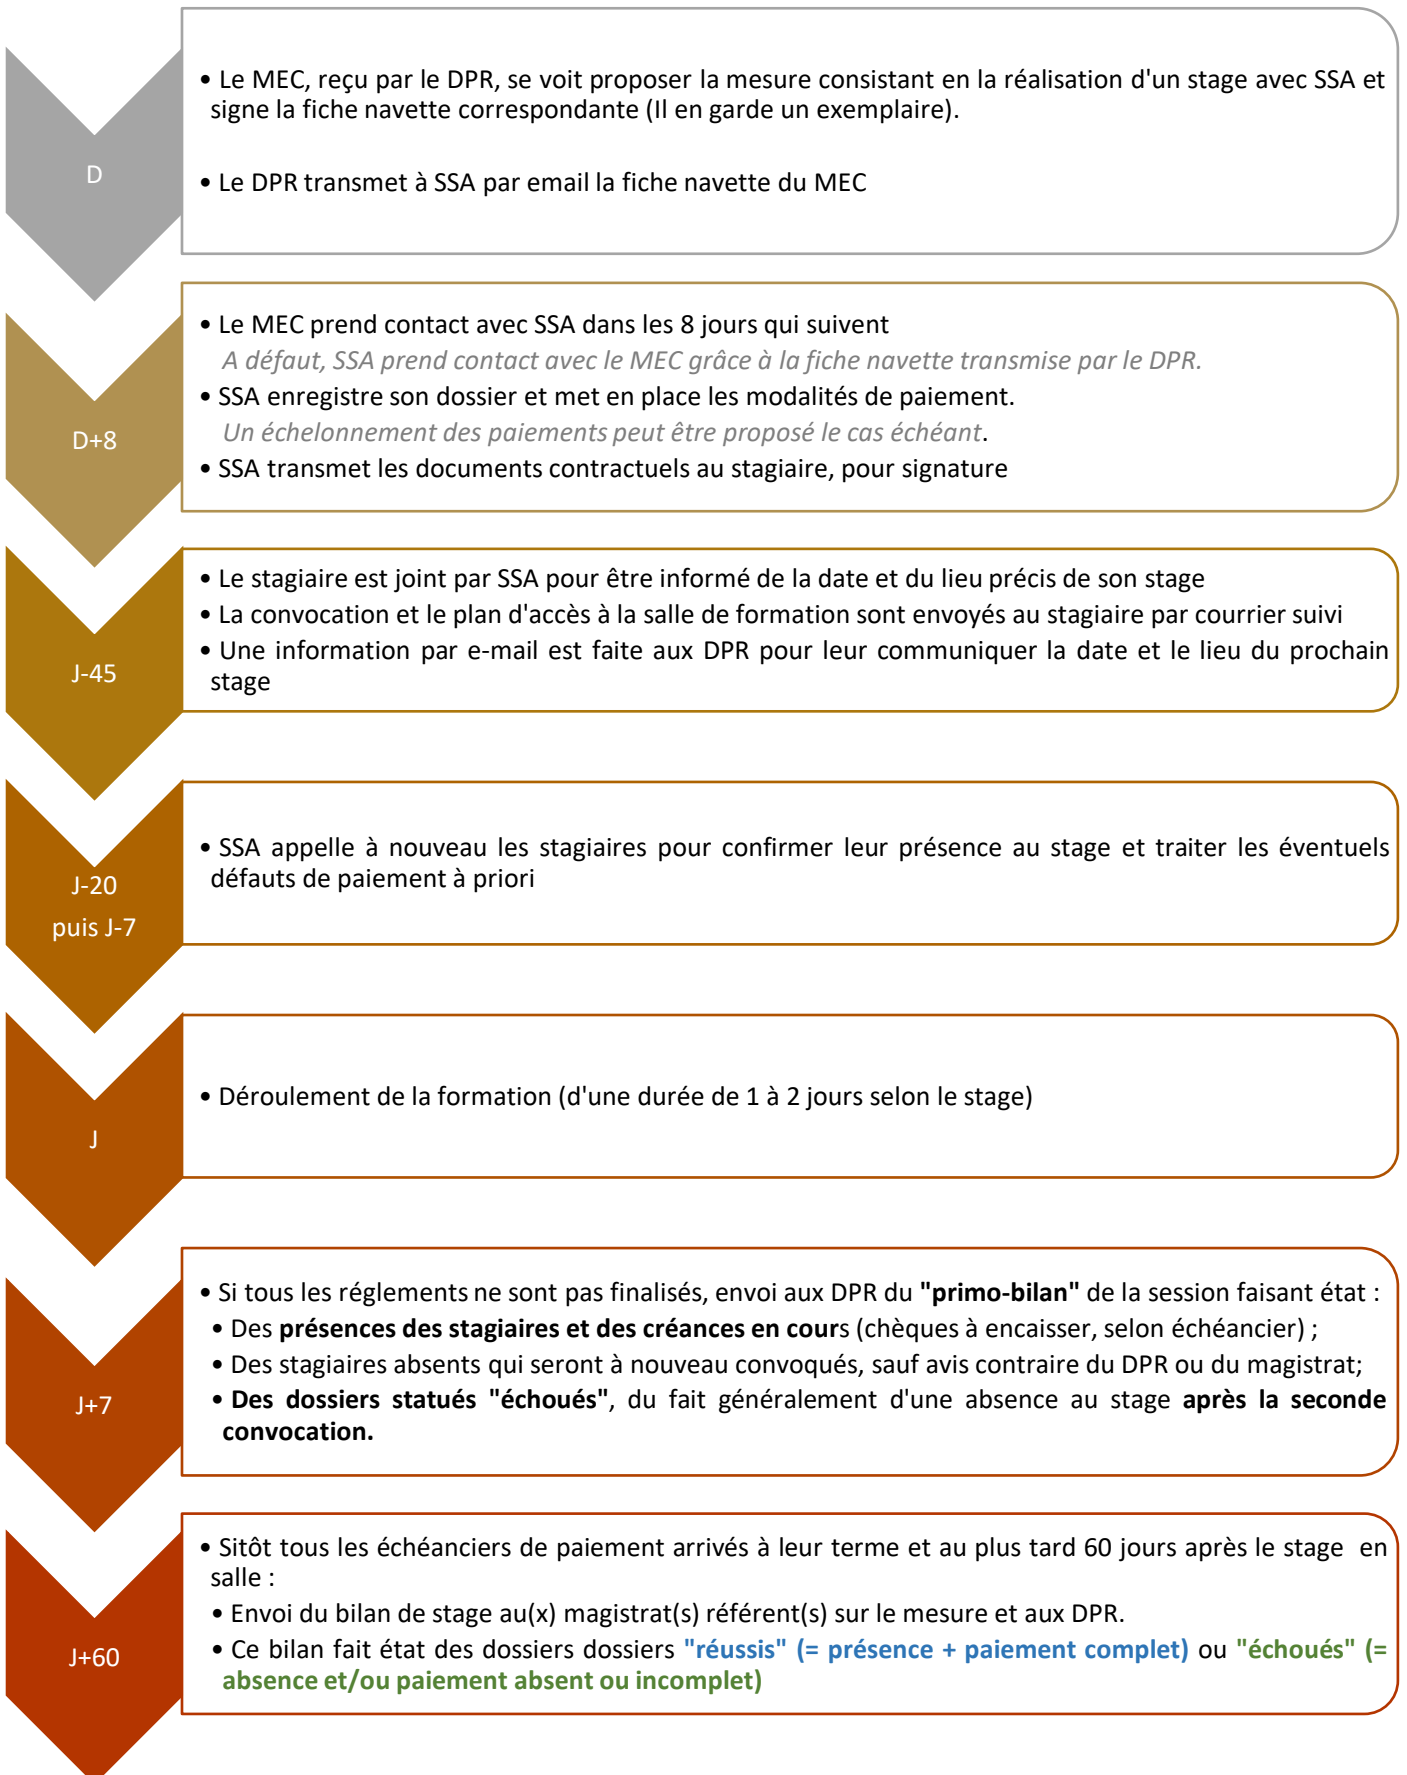 • Le MEC, reçu par le DPR, se voit proposer la mesure consistant en la réalisation d'un stage avec SSA et
signe la fiche navette correspondante (Il en garde un exemplaire).
D
• Le DPR transmet à SSA par email la fiche navette du MEC
• Le MEC prend contact avec SSA dans les 8 jours qui suivent
A défaut, SSA prend contact avec le MEC grâce à la fiche navette transmise par le DPR.
• SSA enregistre son dossier et met en place les modalités de paiement.
D+8
Un échelonnement des paiements peut être proposé le cas échéant.
• SSA transmet les documents contractuels au stagiaire, pour signature
• Le stagiaire est joint par SSA pour être informé de la date et du lieu précis de son stage
• La convocation et le plan d'accès à la salle de formation sont envoyés au stagiaire par courrier suivi
J-45
• Une information par e-mail est faite aux DPR pour leur communiquer la date et le lieu du prochain
stage
J-20
puis J-7
• SSA appelle à nouveau les stagiaires pour confirmer leur présence au stage et traiter les éventuels
défauts de paiement à priori
J
• Déroulement de la formation (d'une durée de 1 à 2 jours selon le stage)
J+7
• Si tous les réglements ne sont pas finalisés, envoi aux DPR du "primo-bilan" de la session faisant état :
• Des présences des stagiaires et des créances en cours (chèques à encaisser, selon échéancier) ;
• Des stagiaires absents qui seront à nouveau convoqués, sauf avis contraire du DPR ou du magistrat;
• Des dossiers statués "échoués", du fait généralement d'une absence au stage après la seconde
convocation.
J+60
• Sitôt tous les échéanciers de paiement arrivés à leur terme et au plus tard 60 jours après le stage en
salle :
• Envoi du bilan de stage au(x) magistrat(s) référent(s) sur le mesure et aux DPR.
• Ce bilan fait état des dossiers dossiers "réussis" (= présence + paiement complet) ou "échoués" (=
absence et/ou paiement absent ou incomplet)